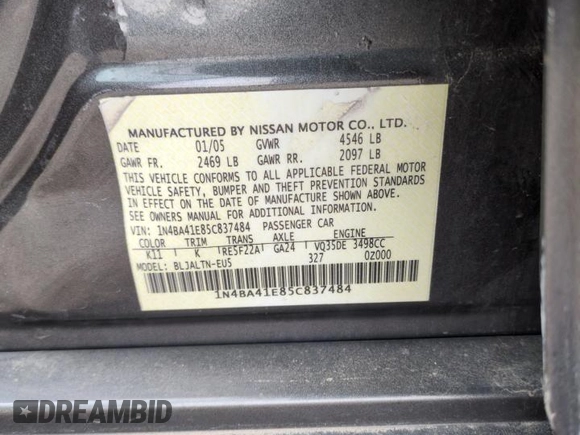 MANUFACTURED BY NISSAN MOTOR CO., LTD.
DATE 01/05 GVWR 4546 LB
GAWR FR. 2469 LB GAWR RR. 2097 LB
THIS VEHICLE CONFORMS TO ALL APPLICABLE FEDERAL MOTOR
VEHICLE SAFETY, BUMPER AND THEFT PREVENTION STANDARDS
IN EFFECT ON THE DATE OF MANUFACTURE SHOWN ABOVE.
SEE OWNERS MANUAL FOR ADDITIONAL INFORMATION.
VIN: 1N4BA41E85C837484 PASSENGER CAR
COLOR TRIM TRANS AXLE ENGINE
K11 K RE5F22A GA24 VQ35DE 3498CC
MODEL: BLJALTN-EU5 327 0Z000
1N4BA41E85C837484
DREAMBID